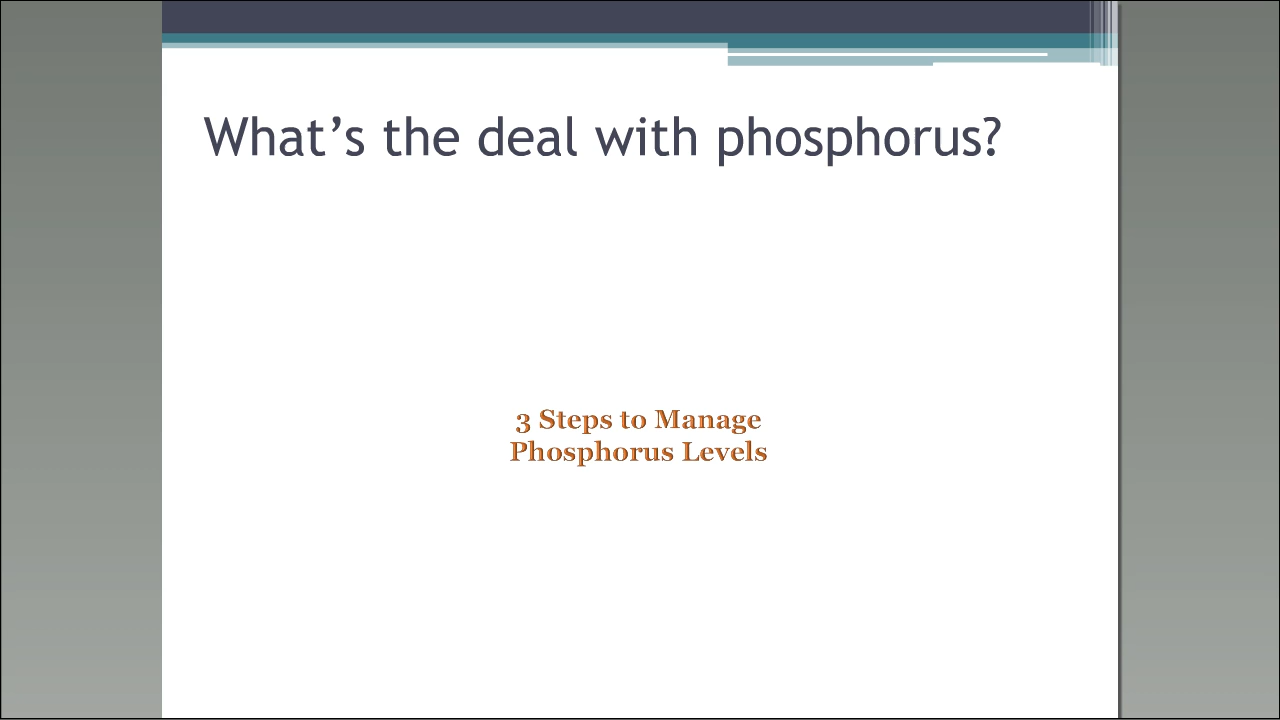 What’s the deal with phosphorus?
3 Steps to Manage
Phosphorus Levels